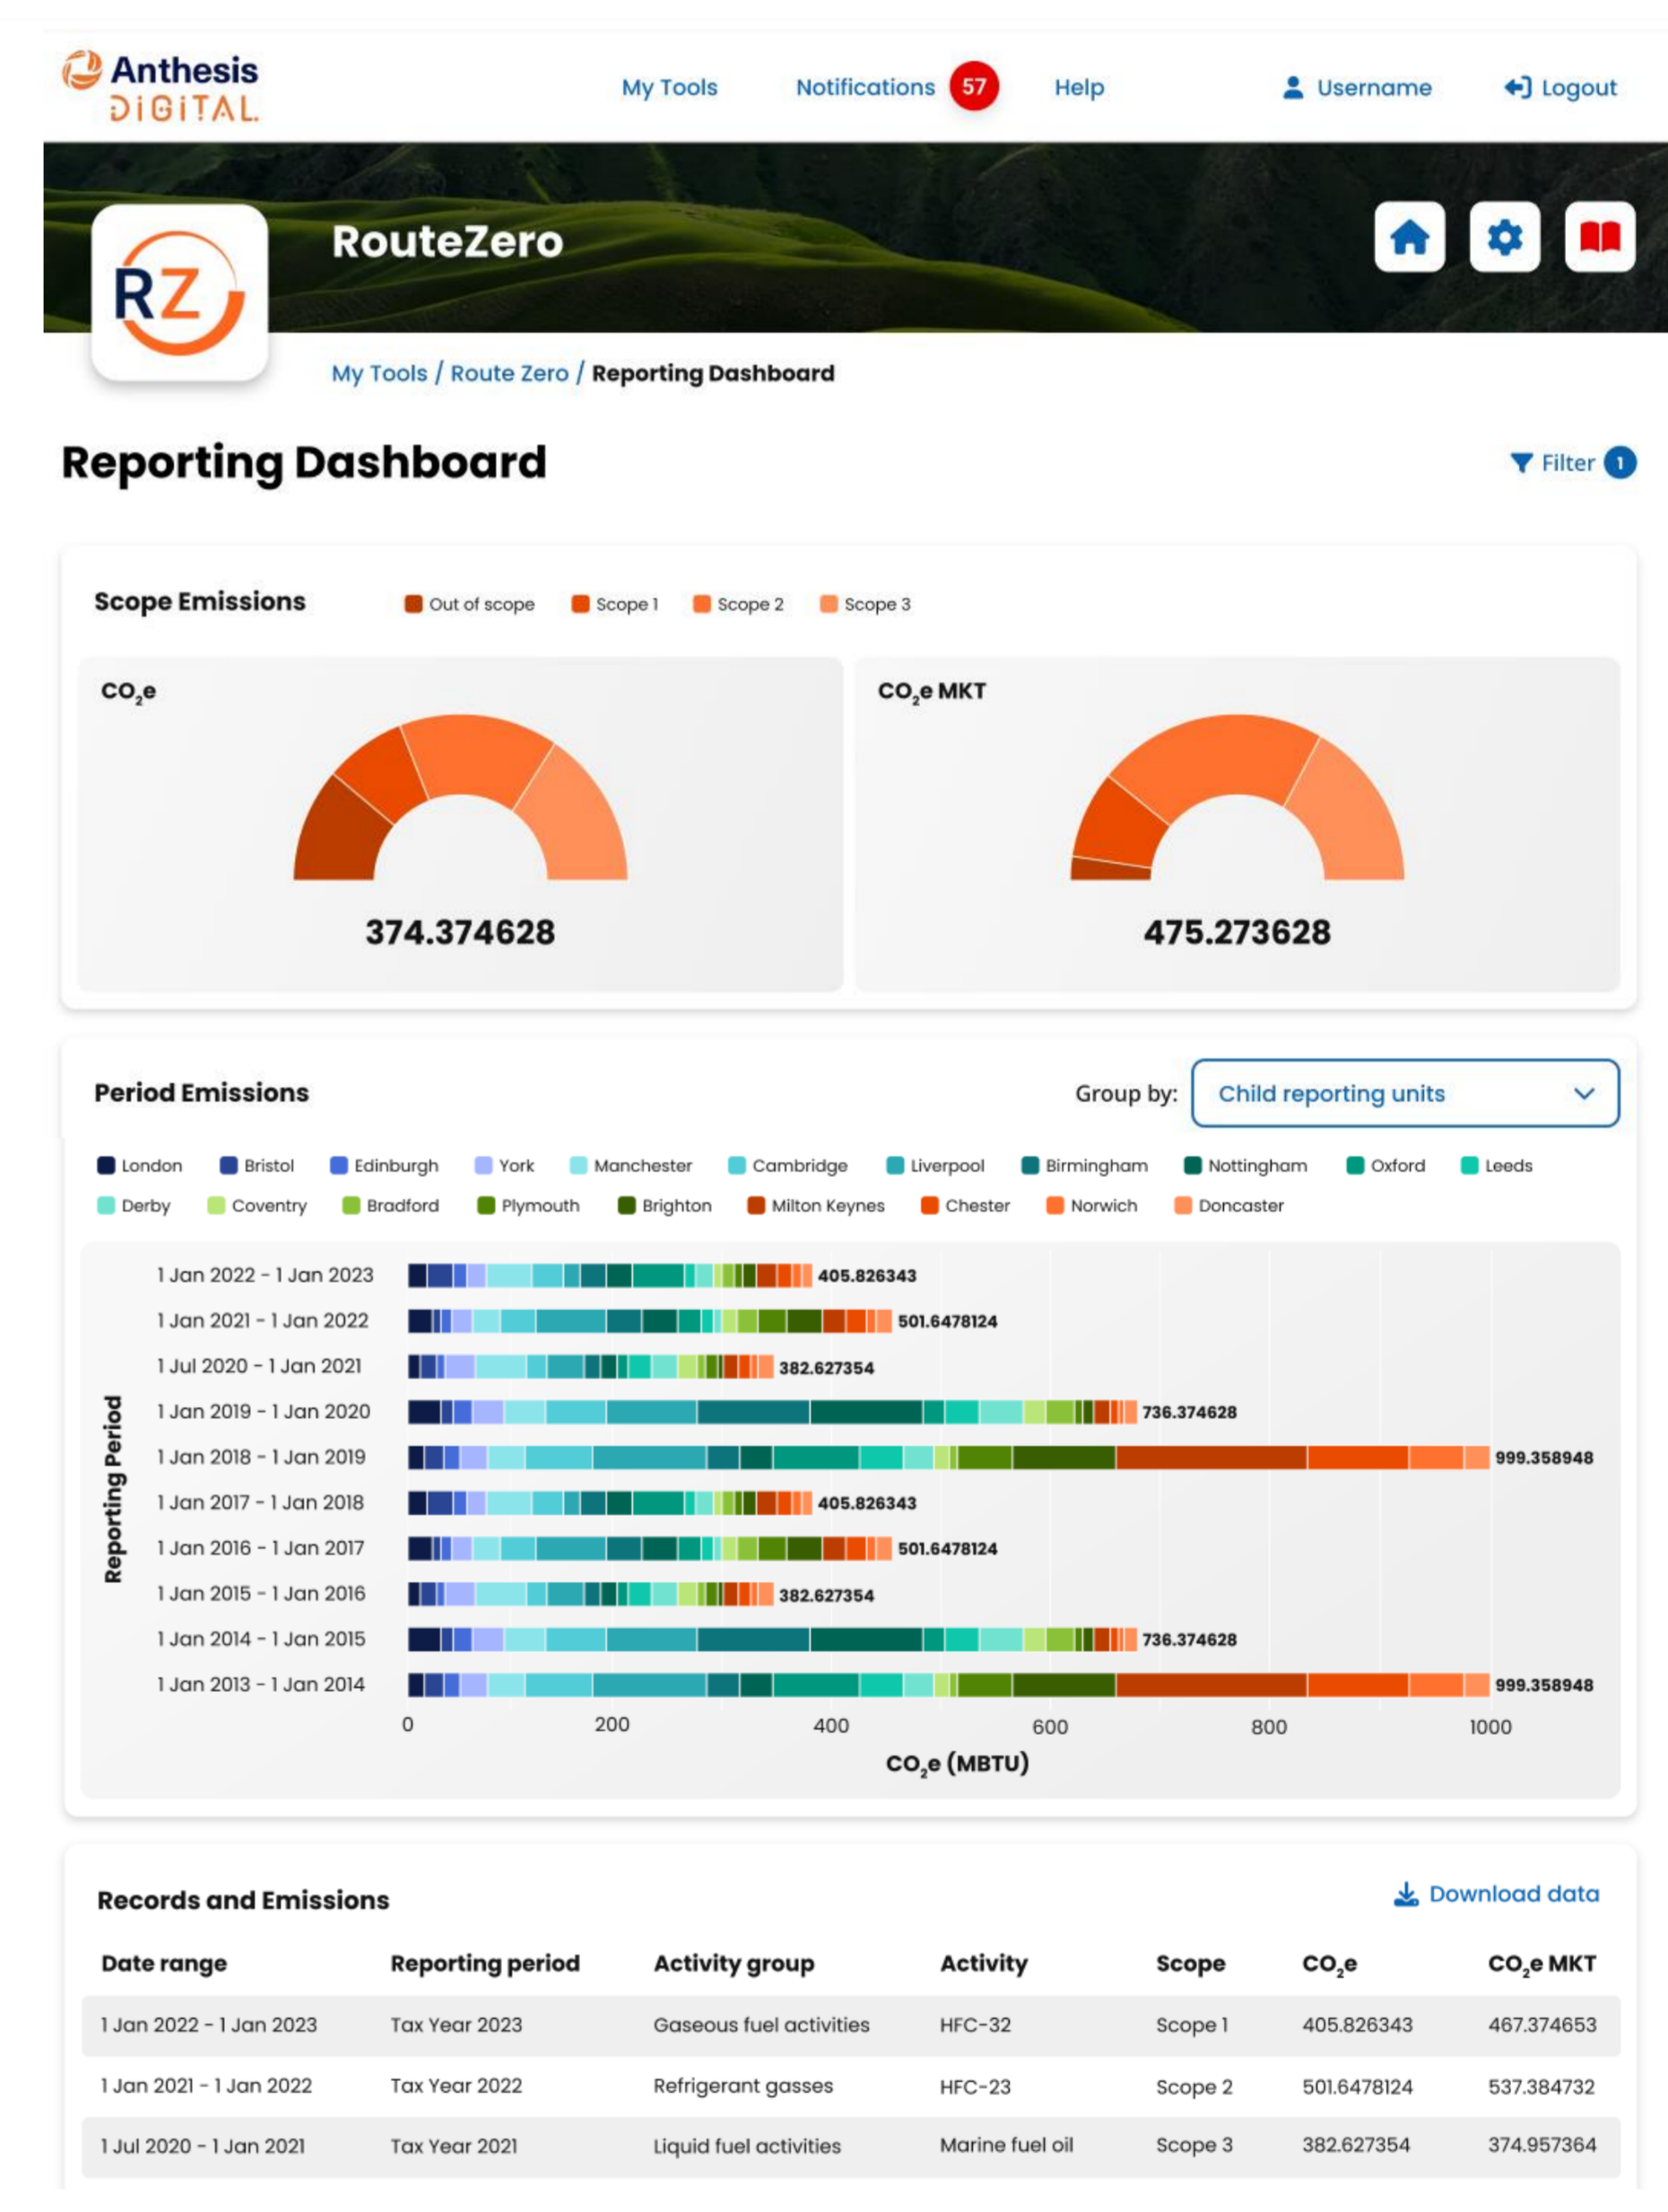 Anthesis
DiGiTAL.
My Tools Notifications 57 Help Username Logout
RouteZero
RZ
My Tools / Route Zero / Reporting Dashboard
Reporting Dashboard
Filter 1
Scope Emissions Out of scope Scope 1 Scope 2 Scope 3
CO₂e
374.374628
CO₂e MKT
475.273628
Period Emissions
Group by: Child reporting units
London Bristol Edinburgh York Manchester Cambridge Liverpool Birmingham Nottingham Oxford Leeds
Derby Coventry Bradford Plymouth Brighton Milton Keynes Chester Norwich Doncaster
Reporting Period
1 Jan 2022 - 1 Jan 2023 405.826343
1 Jan 2021 - 1 Jan 2022 501.6478124
1 Jul 2020 - 1 Jan 2021 382.627354
1 Jan 2019 - 1 Jan 2020 736.374628
1 Jan 2018 - 1 Jan 2019 999.358948
1 Jan 2017 - 1 Jan 2018 405.826343
1 Jan 2016 - 1 Jan 2017 501.6478124
1 Jan 2015 - 1 Jan 2016 382.627354
1 Jan 2014 - 1 Jan 2015 736.374628
1 Jan 2013 - 1 Jan 2014 999.358948
0 200 400 600 800 1000
CO₂e (MBTU)
Records and Emissions
Download data
Date range Reporting period Activity group Activity Scope CO₂e CO₂e MKT
1 Jan 2022 - 1 Jan 2023 Tax Year 2023 Gaseous fuel activities HFC-32 Scope 1 405.826343 467.374653
1 Jan 2021 - 1 Jan 2022 Tax Year 2022 Refrigerant gasses HFC-23 Scope 2 501.6478124 537.384732
1 Jul 2020 - 1 Jan 2021 Tax Year 2021 Liquid fuel activities Marine fuel oil Scope 3 382.627354 374.957364